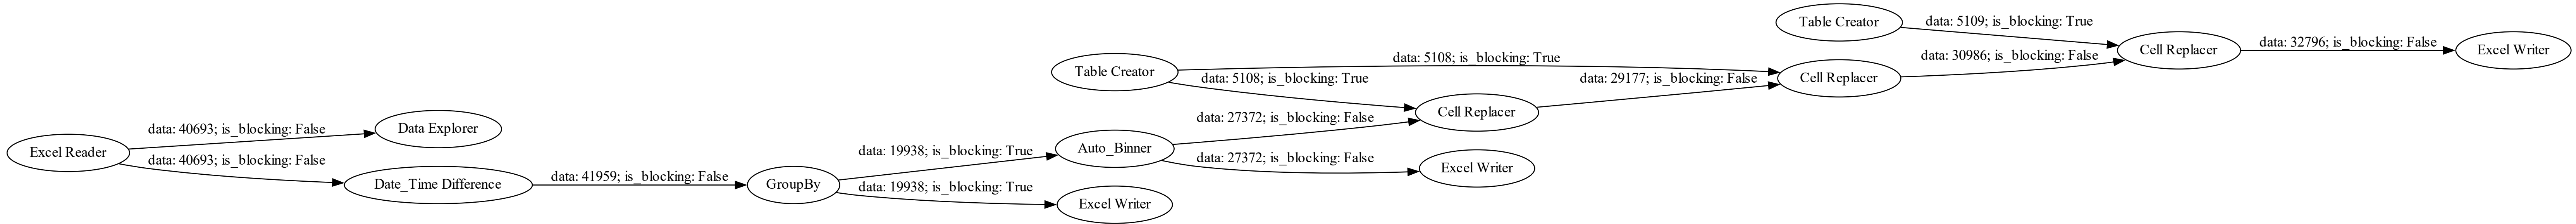 Table Creator
data: 5109; is_blocking: True
Cell Replacer
data: 32796; is_blocking: False
Excel Writer
data: 30986; is_blocking: False
Table Creator
data: 5108; is_blocking: True
Cell Replacer
data: 5108; is_blocking: True
data: 29177; is_blocking: False
Cell Replacer
data: 27372; is_blocking: False
Excel Reader
data: 40693; is_blocking: False
Data Explorer
data: 40693; is_blocking: False
Date_Time Difference
data: 41959; is_blocking: False
GroupBy
data: 19938; is_blocking: True
Auto_Binner
data: 27372; is_blocking: False
Excel Writer
data: 19938; is_blocking: True
Excel Writer